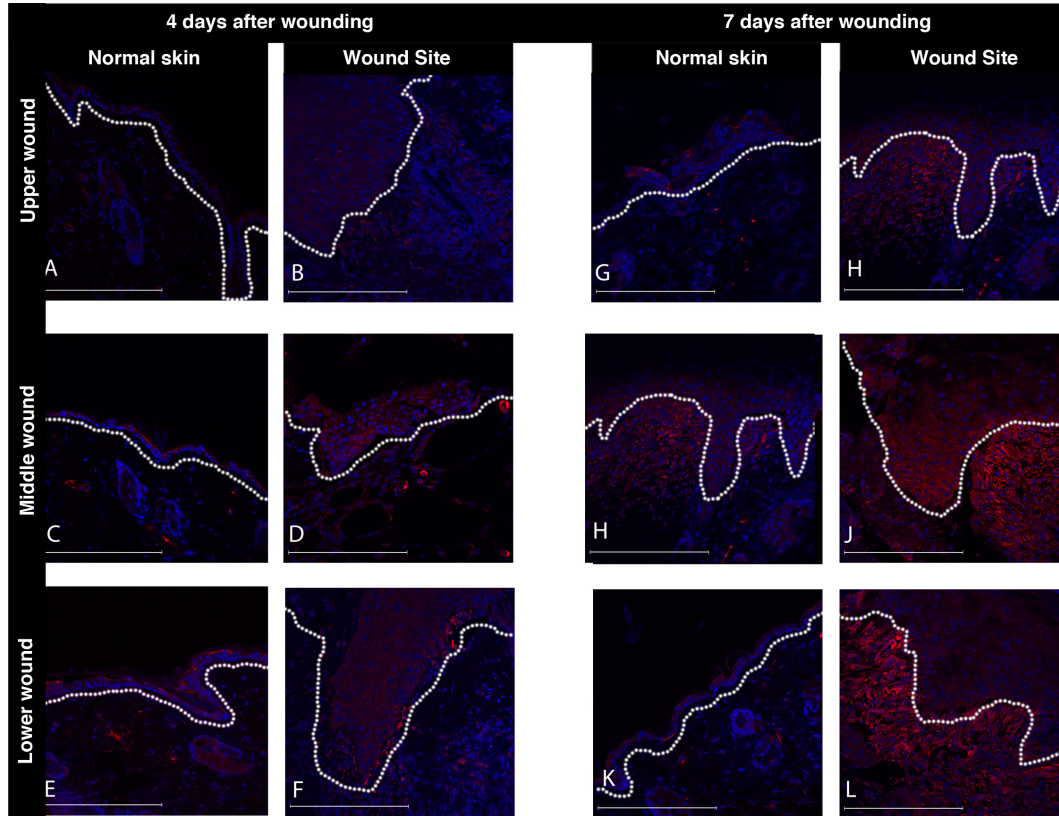 4 days after wounding
7 days after wounding
Normal skin
Wound Site
Normal skin
Wound Site
Upper wound
A
B
G
H
Middle wound
C
D
H
J
Lower wound
E
F
K
L